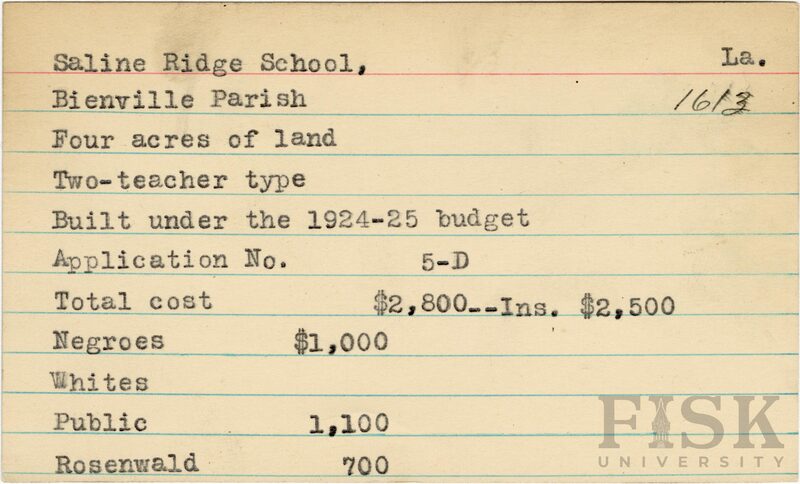 Saline Ridge School, La.
Bienville Parish 1613
Four acres of land
Two-teacher type
Built under the 1924-25 budget
Application No. 5-D
Total cost $2,800--Ins. $2,500
Negroes $1,000
Whites
Public 1,100
Rosenwald 700
FISK
UNIVERSITY